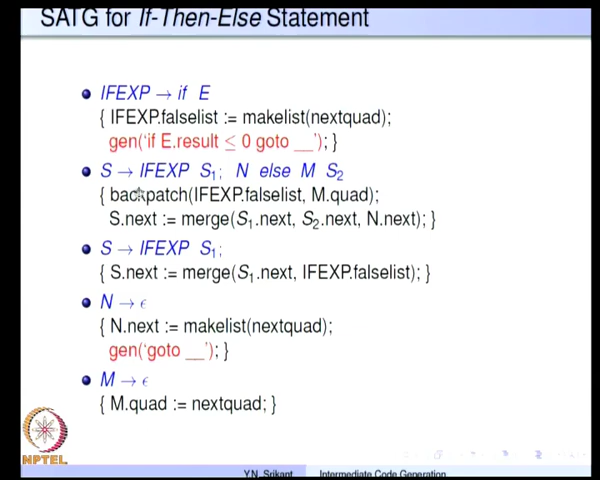 SATG for If-Then-Else Statement
IFEXP → if E
{ IFEXP.falselist := makelist(nextquad);
gen('if E.result ≤ 0 goto __'); }
S → IFEXP S₁; N else M S₂
{ backpatch(IFEXP.falselist, M.quad);
S.next := merge(S₁.next, S₂.next, N.next); }
S → IFEXP S₁;
{ S.next := merge(S₁.next, IFEXP.falselist); }
N → ϵ
{ N.next := makelist(nextquad);
gen('goto __'); }
M → ϵ
{ M.quad := nextquad; }
NPTEL
Y.N. Srikant Intermediate Code Generation